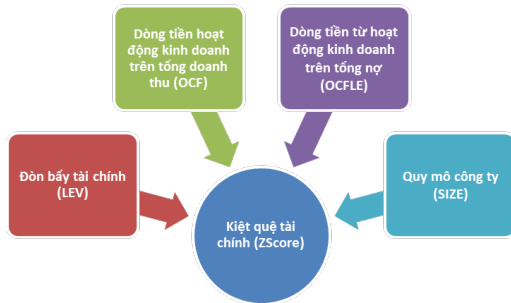 Dòng tiền hoạt
động kinh doanh
trên tổng doanh
thu (OCF)
Dòng tiền từ hoạt
động kinh doanh
trên tổng nợ
(OCFLE)
Đòn bẩy tài chính
(LEV)
Quy mô công ty
(SIZE)
Kiệt quệ tài
chính (ZScore)